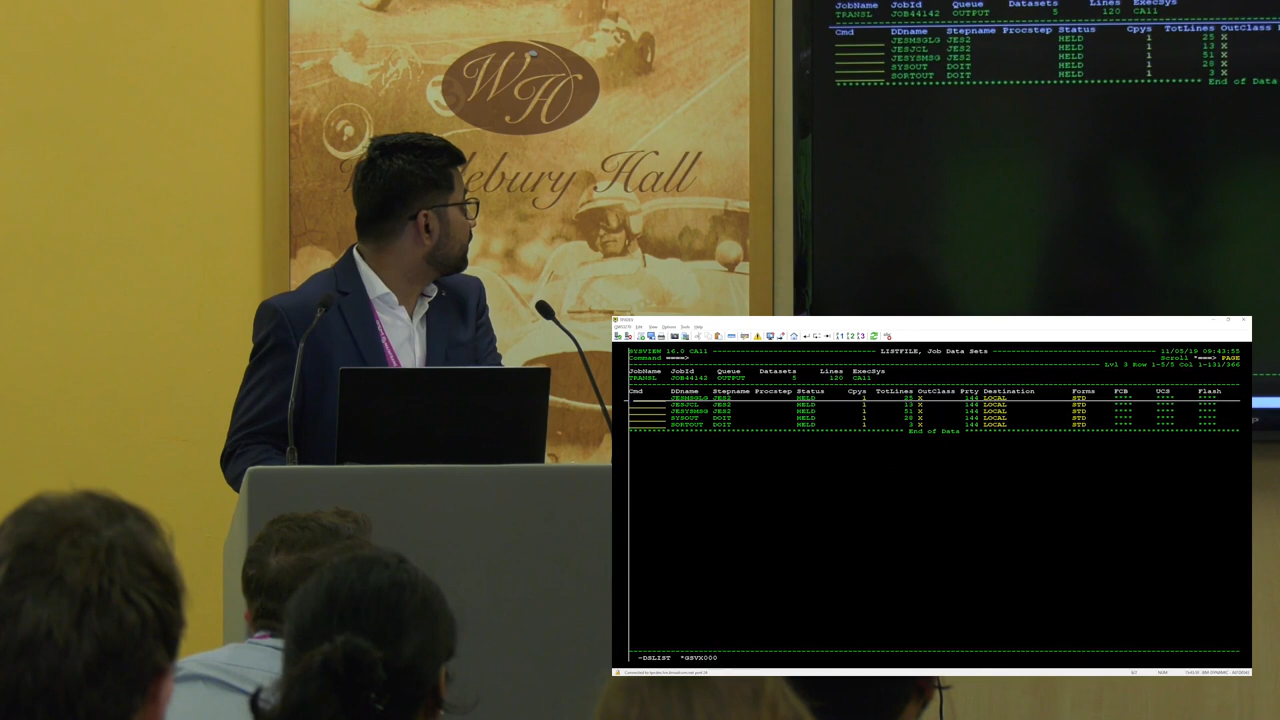 WH
ebury Hall
JobName JobId Queue Datasets Lines ExecSys
TRANSL JOB44142 OUTPUT 5 120 CA11
Cmd DDname Stepname Procstep Status Cpys TotLines OutClass
JESMSGLG JES2 HELD 1 25 X
JESJCL JES2 HELD 1 13 X
JESYSMSG JES2 HELD 1 51 X
SYSOUT DOIT HELD 1 28 X
SORTOUT DOIT HELD 1 3 X
End of Data
Edit View Options Tools Help
SYSVIEW 16.0 CA11 LISTFILE, Job Data Sets 11/05/19 09:43:55
Command ====> Scroll *===> PAGE
Lvl 3 Row 1-5/5 Col 1-131/366
JobName JobId Queue Datasets Lines ExecSys
TRANSL JOB44142 OUTPUT 5 120 CA11
Cmd DDname Stepname Procstep Status Cpys TotLines OutClass Prty Destination Forms FCB UCS Flash
JESMSGLG JES2 HELD 1 25 X 144 LOCAL STD **** **** ****
JESJCL JES2 HELD 1 13 X 144 LOCAL STD **** **** ****
JESYSMSG JES2 HELD 1 51 X 144 LOCAL STD **** **** ****
SYSOUT DOIT HELD 1 28 X 144 LOCAL STD **** **** ****
SORTOUT DOIT HELD 1 3 X 144 LOCAL STD **** **** ****
End of Data
-DSLIST *GSVX000